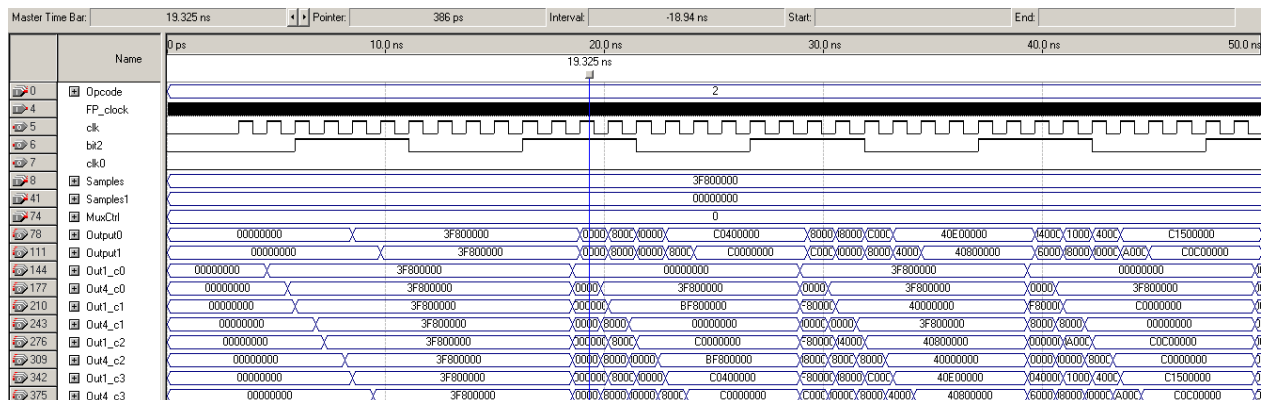 Master Time Bar: 19.325 ns Pointer: 386 ps Interval: -18.94 ns Start: End:
0 ps 10.0 ns 20.0 ns 30.0 ns 40.0 ns 50.0 ns
Name
19.325 ns
0 Opcode 2
4 FP_clock
5 clk
6 bit2
7 clk0
8 Samples 3F800000
41 Samples1 00000000
74 MuxCtrl 0
78 Output0 00000000 3F800000 C0400000 40E00000 C1500000
111 Output1 00000000 3F800000 C0000000 40800000 C0C00000
144 Out1_c0 00000000 3F800000 00000000 3F800000 00000000
177 Out4_c0 00000000 3F800000 3F800000 3F800000 3F800000
210 Out1_c1 00000000 3F800000 BF800000 40000000 C0000000
243 Out4_c1 00000000 3F800000 00000000 3F800000 00000000
276 Out1_c2 00000000 3F800000 C0000000 40800000 C0C00000
309 Out4_c2 00000000 3F800000 BF800000 40000000 C0000000
342 Out1_c3 00000000 3F800000 C0400000 40E00000 C1500000
375 Out4_c3 00000000 3F800000 C0000000 40800000 C0C00000